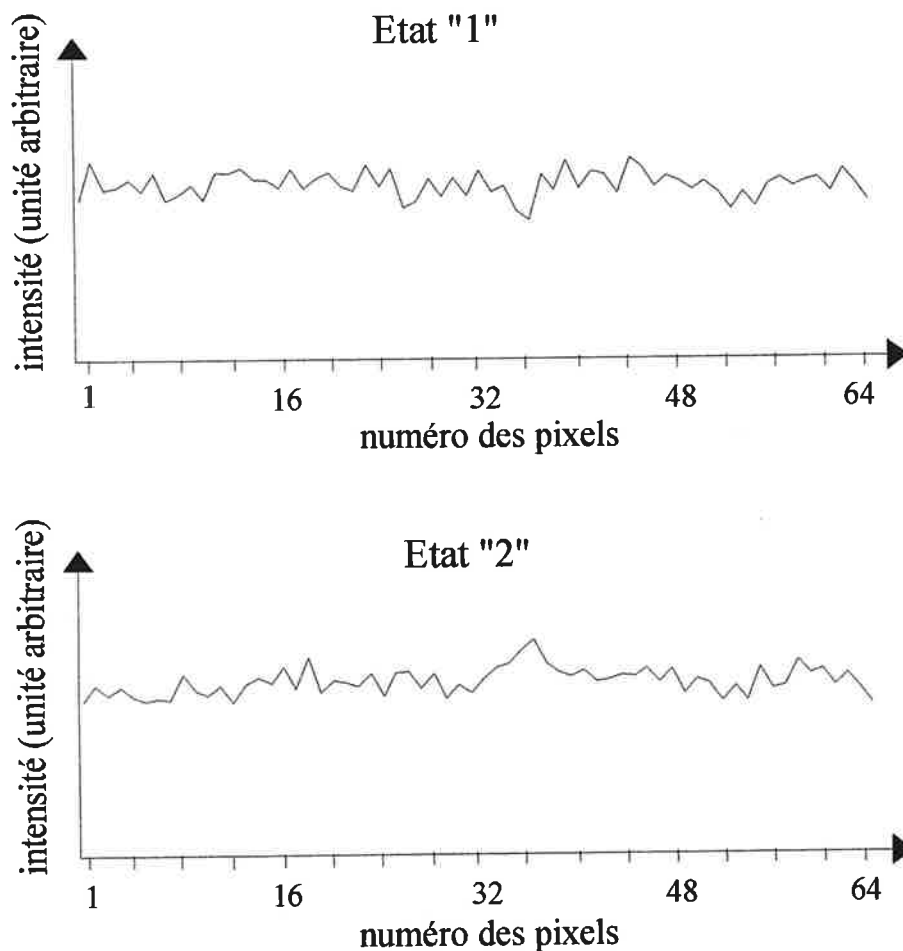 Etat "1"
intensité (unité arbitraire)
1 16 32 48 64
numéro des pixels
Etat "2"
intensité (unité arbitraire)
1 16 32 48 64
numéro des pixels